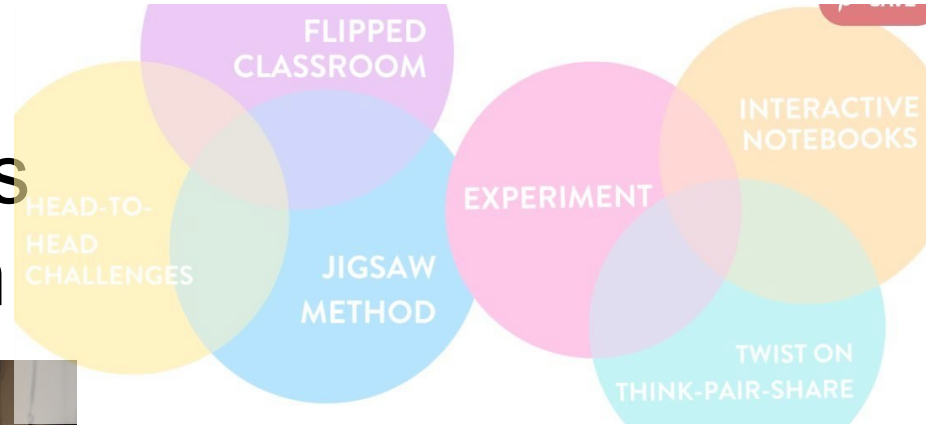 FLIPPED
CLASSROOM
HEAD-TO-
HEAD
CHALLENGES
JIGSAW
METHOD
EXPERIMENT
INTERACTIVE
NOTEBOOKS
TWIST ON
THINK-PAIR-SHARE